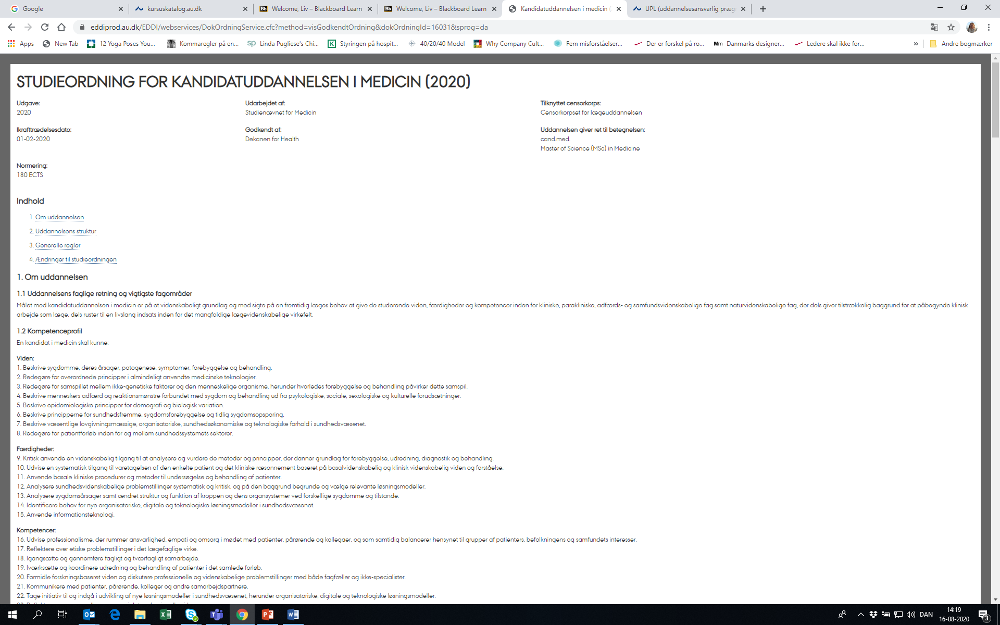 Google
kursuskatalog.au.dk
Welcome, Liv – Blackboard Learn
Welcome, Liv – Blackboard Learn
Kandidatuddannelsen i medicin
UPL (uddannelsesansvarlig præg
eddiprod.au.dk/EDDI/webservices/DokOrdningService.cfc?method=visGodkendtOrdning&dokOrdningId=16031&sprog=da
Apps
New Tab
12 Yoga Poses You...
Kommaregler på en...
Linda Pugliese's Chi...
Styringen på hospit...
40/20/40 Model
Why Company Cult...
Fem misforståelser...
Der er forskel på ro...
Danmarks designer...
Ledere skal ikke for...
Andre bogmærker
STUDIEORDNING FOR KANDIDATUDDANNELSEN I MEDICIN (2020)
Udgave:
2020
Udarbejdet af:
Studienævnet for Medicin
Tilknyttet censorkorps:
Censorkorpset for lægeuddannelsen
Ikrafttrædelsesdato:
01-02-2020
Godkendt af:
Dekanen for Health
Uddannelsen giver ret til betegnelsen:
cand.med.
Master of Science (MSc) in Medicine
Normering:
180 ECTS
Indhold
1. Om uddannelsen
2. Uddannelsens struktur
3. Generelle regler
4. Ændringer til studieordningen
1. Om uddannelsen
1.1 Uddannelsens faglige retning og vigtigste fagområder
Målet med kandidatuddannelsen i medicin er på et videnskabeligt grundlag og med sigte på en fremtidig læges behov at give de studerende viden, færdigheder og kompetencer inden for kliniske, parakliniske, adfærds- og samfundsvidenskabelige fag samt naturvidenskabelige fag, der dels giver tilstrækkelig baggrund for at påbegynde klinisk
arbejde som læge, dels ruster til en livslang indsats inden for det mangfoldige lægevidenskabelige virkefelt.
1.2 Kompetenceprofil
En kandidat i medicin skal kunne:
Viden:
1. Beskrive sygdomme, deres årsager, patogenese, symptomer, forebyggelse og behandling.
2. Redegøre for overordnede principper i almindeligt anvendte medicinske teknologier.
3. Redegøre for samspillet mellem ikke-genetiske faktorer og den menneskelige organisme, herunder hvorledes forebyggelse og behandling påvirker dette samspil.
4. Beskrive menneskers adfærd og reaktionsmønstre forbundet med sygdom og behandling ud fra psykologiske, sociale, sexologiske og kulturelle forudsætninger.
5. Beskrive epidemiologiske principper for demografi og biologisk variation.
6. Beskrive principperne for sundhedsfremme, sygdomsforebyggelse og tidlig sygdomsopsporing.
7. Beskrive væsentlige lovgivningsmæssige, organisatoriske, sundhedsøkonomiske og teknologiske forhold i sundhedsvæsenet.
8. Redegøre for patientforløb inden for og mellem sundhedssystemets sektorer.
Færdigheder:
9. Kritisk anvende en videnskabelig tilgang til at analysere og vurdere de metoder og principper, der danner grundlag for forebyggelse, udredning, diagnostik og behandling.
10. Udvise en systematisk tilgang til varetagelsen af den enkelte patient og det kliniske ræsonnement baseret på basalvidenskabelig og klinisk videnskabelig viden og forståelse.
11. Anvende basale kliniske procedurer og metoder til undersøgelse og behandling af patienter.
12. Analysere sundhedsvidenskabelige problemstillinger systematisk og kritisk, og på den baggrund begrunde og vælge relevante løsningsmodeller.
13. Analysere sygdomsårsager samt ændret struktur og funktion af kroppen og dens organsystemer ved forskellige sygdomme og tilstande.
14. Identificere behov for nye organisatoriske, digitale og teknologiske løsningsmodeller i sundhedsvæsenet.
15. Anvende informationsteknologi.
Kompetencer:
16. Udvise professionalisme, der rummer ansvarlighed, empati og omsorg i mødet med patienter, pårørende og kollegaer, og som samtidig balancerer hensynet til grupper af patienters, befolkningens og samfundets interesser.
17. Reflektere over etiske problemstillinger i det lægefaglige virke.
18. Igangsætte og gennemføre fagligt og tværfagligt samarbejde.
19. Iværksætte og koordinere udredning og behandling af patienter i det samlede forløb.
20. Formidle forskningsbaseret viden og diskutere professionelle og videnskabelige problemstillinger med både fagfæller og ikke-specialister.
21. Kommunikere med patienter, pårørende, kolleger og andre samarbejdspartnere.
22. Tage initiativ til og indgå i udvikling af nye løsningsmodeller i sundhedsvæsenet, herunder organisatoriske, digitale og teknologiske løsningsmodeller.
DAN
14:19
16-08-2020
3